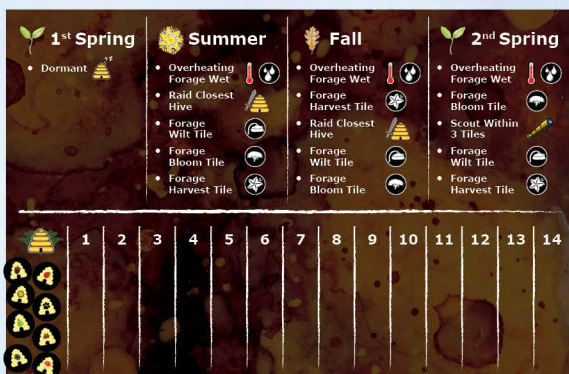 1st Spring
• Dormant
Summer
• Overheating
Forage Wet
• Raid Closest
Hive
• Forage
Wilt Tile
• Forage
Bloom Tile
• Forage
Harvest Tile
Fall
• Overheating
Forage Wet
• Forage
Harvest Tile
• Raid Closest
Hive
• Forage
Wilt Tile
• Forage
Bloom Tile
2nd Spring
• Overheating
Forage Wet
• Forage
Bloom Tile
• Scout Within
3 Tiles
• Forage
Wilt Tile
• Forage
Harvest Tile
1 2 3 4 5 6 7 8 9 10 11 12 13 14